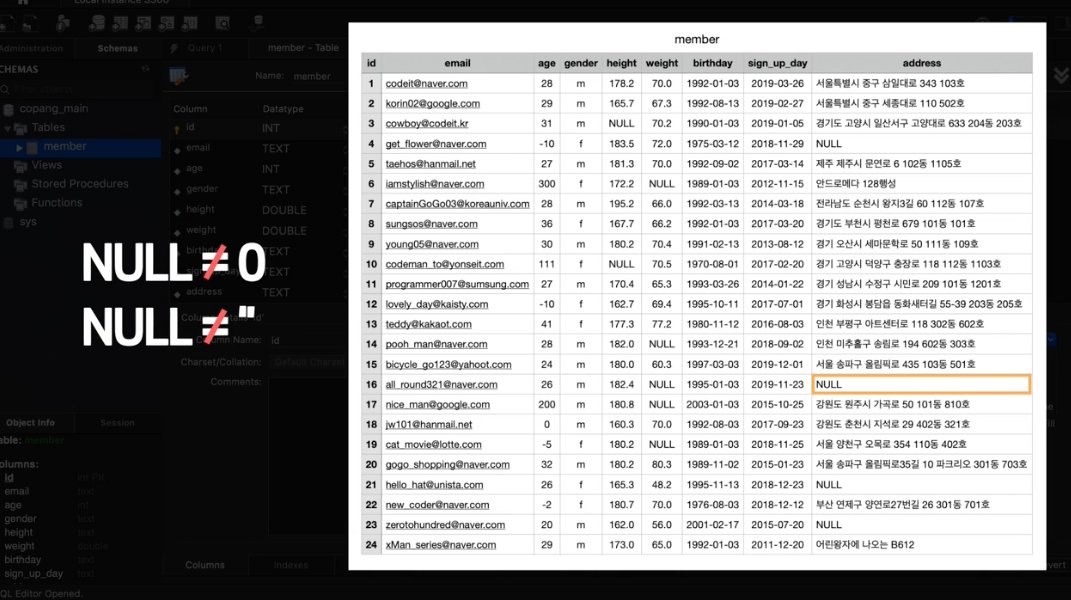 Local instance 3306
Administration Schemas Query 1 member - Table
SCHEMAS
Name: member
copang_main
Tables
member
Views
Stored Procedures
Functions
sys
Column Datatype
id INT
email TEXT
age INT
gender TEXT
height DOUBLE
weight DOUBLE
TEXT
TEXT
address TEXT
NULL ≠ 0
NULL ≠ ''
Column Name: id
Charset/Collation: Default Charset
Comments:
Object Info Session
member
id int PK
email text
age int
gender text
height double
weight double
birthday text
sign_up_day text
Columns Indexes
SQL Editor Opened.
member
id email age gender height weight birthday sign_up_day address
1 codeit@naver.com 28 m 178.2 70.0 1992-01-03 2019-03-26 서울특별시 중구 삼일대로 343 103호
2 korin02@google.com 29 m 165.7 67.3 1992-08-13 2019-02-27 서울특별시 중구 세종대로 110 502호
3 cowboy@codeit.kr 31 m NULL 70.2 1990-01-03 2019-01-05 경기도 고양시 일산서구 고양대로 633 204동 203호
4 get_flower@naver.com -10 f 183.5 72.0 1975-03-12 2018-11-29 NULL
5 taehos@hanmail.net 27 m 181.3 70.0 1992-09-02 2017-03-14 제주 제주시 문연로 6 102동 1105호
6 iamstylish@naver.com 300 f 172.2 NULL 1989-01-03 2012-11-15 안드로메다 128행성
7 captainGoGo03@koreauniv.com 28 m 195.2 66.0 1992-03-13 2014-03-18 전라남도 순천시 왕지3길 60 112동 107호
8 sungsos@naver.com 36 f 167.7 66.2 1992-01-03 2017-03-20 경기도 부천시 평천로 679 101동 101호
9 young05@naver.com 30 m 180.2 70.4 1991-02-13 2013-08-12 경기 오산시 세마문학로 50 111동 109호
10 codeman_to@yonseit.com 111 f NULL 70.5 1970-08-01 2017-02-20 경기 고양시 덕양구 충장로 118 112동 1103호
11 programmer007@sumsung.com 27 m 170.4 65.3 1993-03-26 2014-01-22 경기 성남시 수정구 시민로 209 101동 1201호
12 lovely_day@kaisty.com -10 f 162.7 69.4 1995-10-11 2017-07-01 경기 화성시 봉담읍 동화새터길 55-39 203동 205호
13 teddy@kakaot.com 41 f 177.3 77.2 1980-11-12 2016-08-03 인천 부평구 아트센터로 118 302동 602호
14 pooh_man@naver.com 28 m 182.0 NULL 1993-12-21 2018-09-02 인천 미추홀구 송림로 194 602동 303호
15 bicycle_go123@yahoot.com 24 m 180.0 60.3 1997-03-03 2019-12-01 서울 송파구 올림픽로 435 103동 501호
16 all_round321@naver.com 26 m 182.4 NULL 1995-01-03 2019-11-23 NULL
17 nice_man@google.com 200 m 180.8 NULL 2003-01-03 2015-10-25 강원도 원주시 가곡로 50 101동 810호
18 jw101@hanmail.net 0 m 160.3 70.0 1992-08-03 2017-09-23 강원도 춘천시 지석로 29 402동 321호
19 cat_movie@lotte.com -5 f 180.2 NULL 1989-01-03 2018-11-25 서울 양천구 오목로 354 110동 402호
20 gogo_shopping@naver.com 32 m 180.2 80.3 1989-11-02 2015-01-23 서울 송파구 올림픽로35길 10 파크리오 301동 703호
21 hello_hat@unista.com 26 f 165.3 48.2 1995-11-13 2018-12-23 NULL
22 new_coder@naver.com -2 f 180.7 70.0 1976-08-03 2018-12-12 부산 연제구 양연로27번길 26 301동 701호
23 zerotohundred@naver.com 20 m 162.0 56.0 2001-02-17 2015-07-20 NULL
24 xMan_series@naver.com 29 m 173.0 65.0 1992-01-03 2011-12-20 어린왕자에 나오는 B612